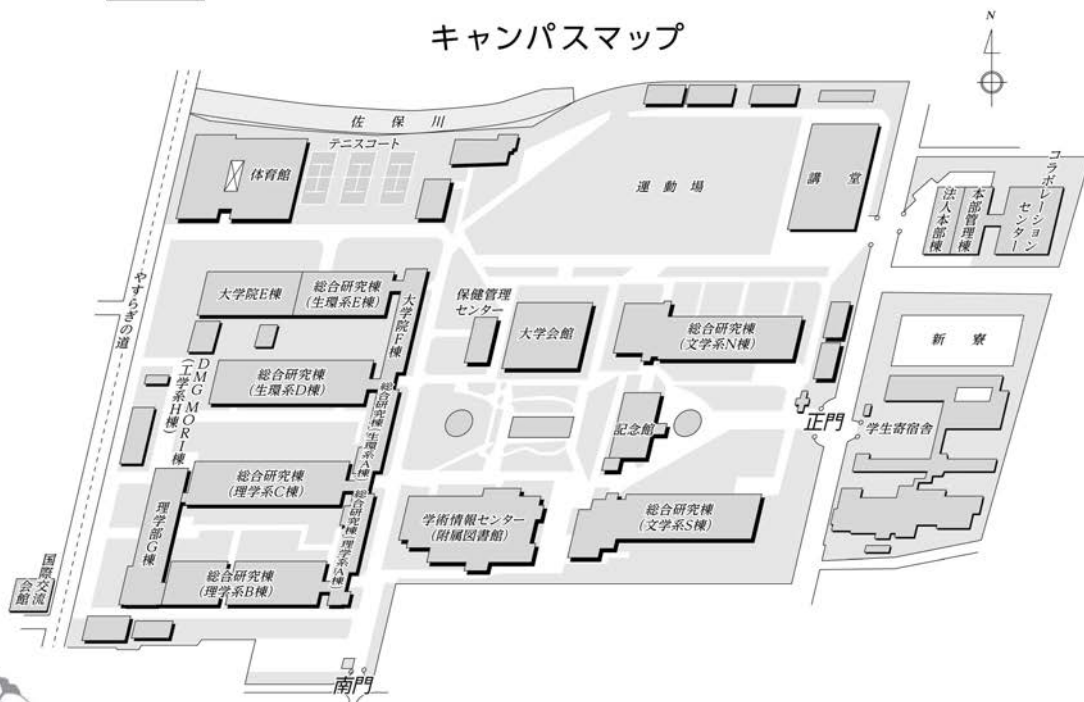 キャンパスマップ
N
佐保川
テニスコート
体育館
運動場
講堂
法人本部棟
本部管理棟
コラボレーション
センター
やすらぎの道
大学院E棟
総合研究棟
(生環系E棟)
大学院F棟
保健管理
センター
大学会館
総合研究棟
(文学系N棟)
新寮
DMG MORI棟
(工学系H棟)
総合研究棟
(生環系D棟)
総合研究棟(生環系A棟)
記念館
正門
学生寄宿舎
総合研究棟
(理学系C棟)
理学部G棟
総合研究棟(理学系A棟)
学術情報センター
(附属図書館)
総合研究棟
(文学系S棟)
国際交流
会館
総合研究棟
(理学系B棟)
南門